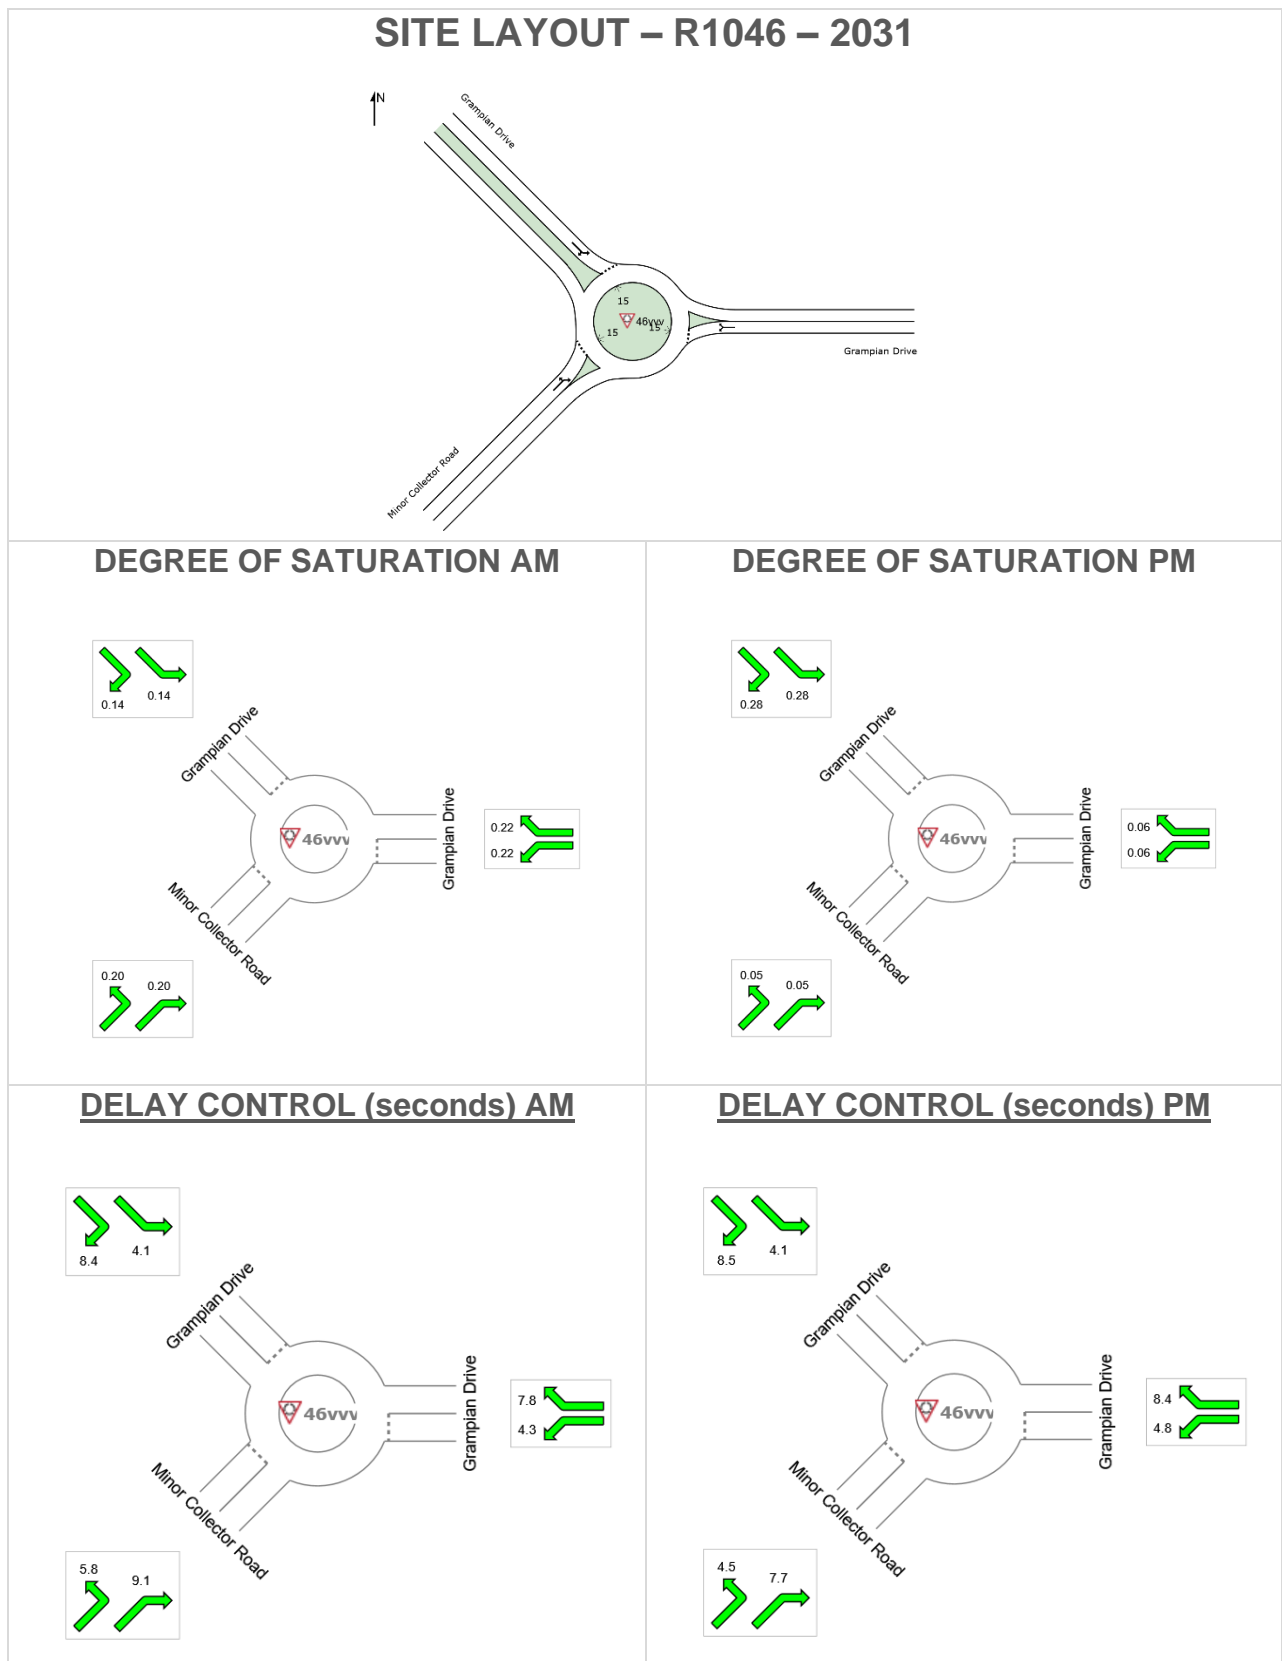 SITE LAYOUT – R1046 – 2031
N
Grampian Drive
15
46vvv
15
15
Grampian Drive
Minor Collector Road
DEGREE OF SATURATION AM
0.14
0.14
Grampian Drive
46vvv
0.22
0.22
Grampian Drive
Minor Collector Road
0.20
0.20
DEGREE OF SATURATION PM
0.28
0.28
Grampian Drive
46vvv
0.06
0.06
Grampian Drive
Minor Collector Road
0.05
0.05
DELAY CONTROL (seconds) AM
8.4
4.1
Grampian Drive
46vvv
7.8
4.3
Grampian Drive
Minor Collector Road
5.8
9.1
DELAY CONTROL (seconds) PM
8.5
4.1
Grampian Drive
46vvv
8.4
4.8
Grampian Drive
Minor Collector Road
4.5
7.7